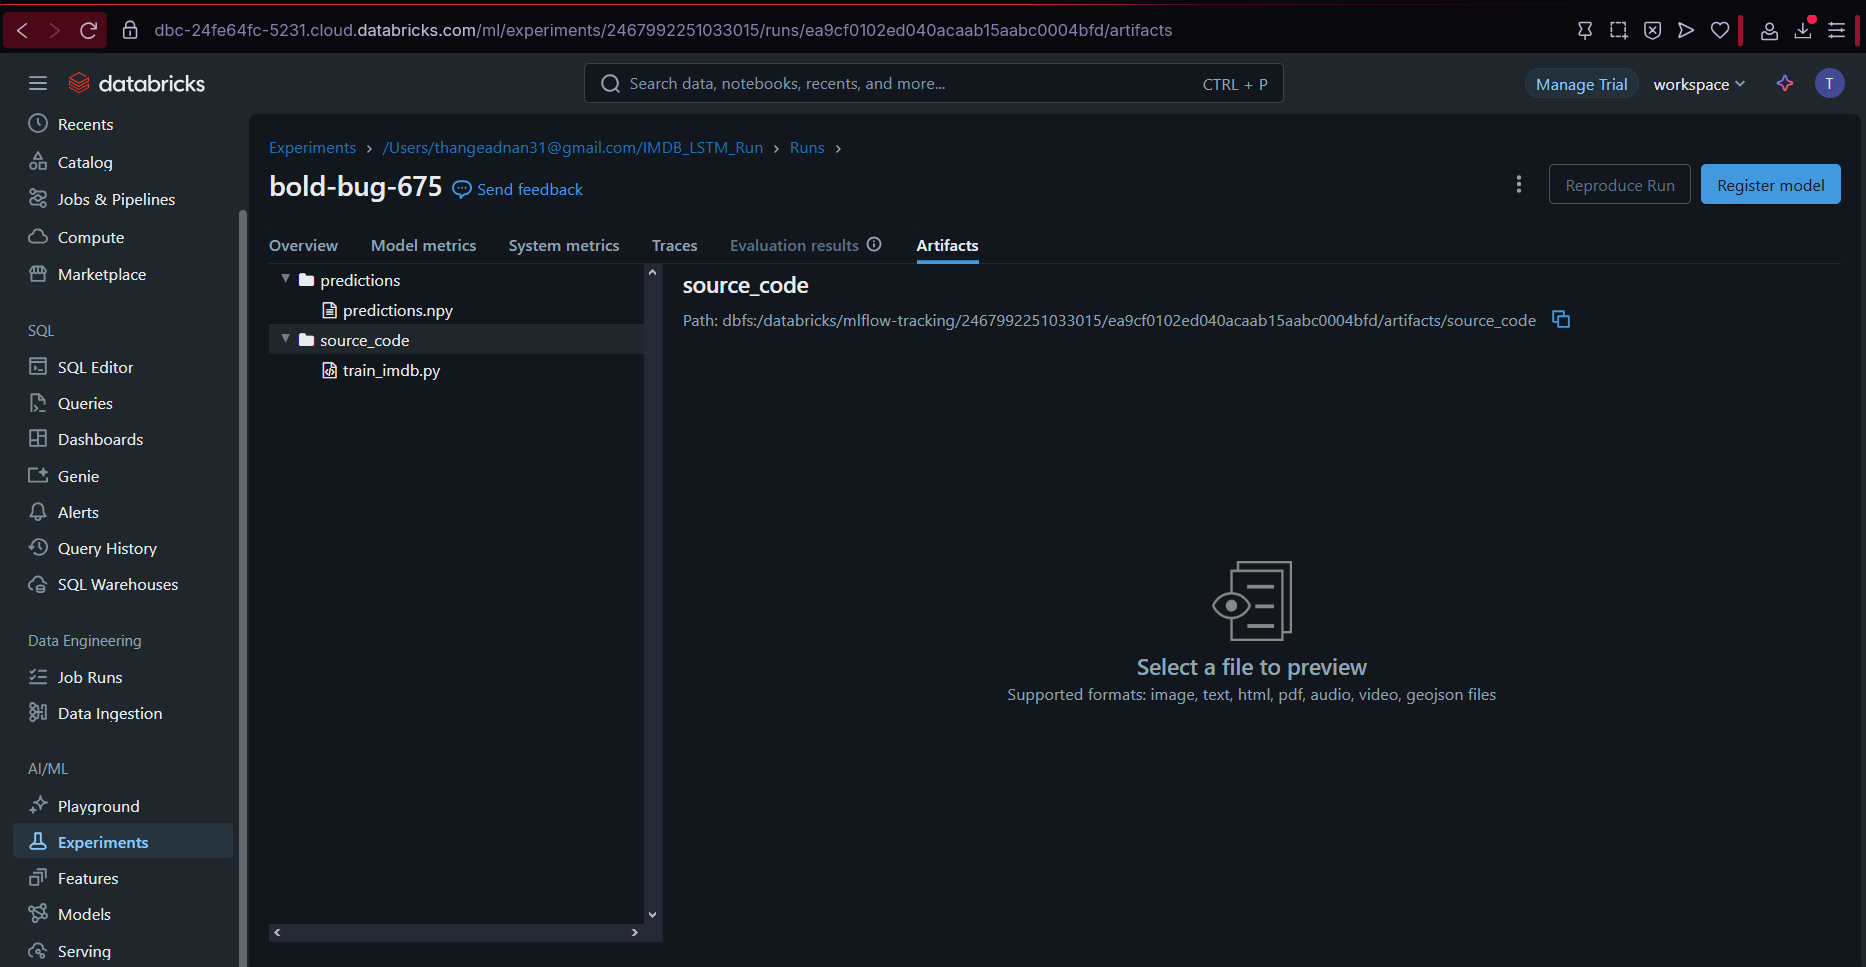 dbc-24fe64fc-5231.cloud.databricks.com/ml/experiments/2467992251033015/runs/ea9cf0102ed040acaab15aabc0004bfd/artifacts
databricks
Search data, notebooks, recents, and more...
CTRL + P
Manage Trial
workspace
T
Recents
Catalog
Jobs & Pipelines
Compute
Marketplace
SQL
SQL Editor
Queries
Dashboards
Genie
Alerts
Query History
SQL Warehouses
Data Engineering
Job Runs
Data Ingestion
AI/ML
Playground
Experiments
Features
Models
Serving
Experiments > /Users/thangeadnan31@gmail.com/IMDB_LSTM_Run > Runs >
bold-bug-675
Send feedback
Reproduce Run
Register model
Overview
Model metrics
System metrics
Traces
Evaluation results
Artifacts
predictions
predictions.npy
source_code
train_imdb.py
source_code
Path: dbfs:/databricks/mlflow-tracking/2467992251033015/ea9cf0102ed040acaab15aabc0004bfd/artifacts/source_code
Select a file to preview
Supported formats: image, text, html, pdf, audio, video, geojson files